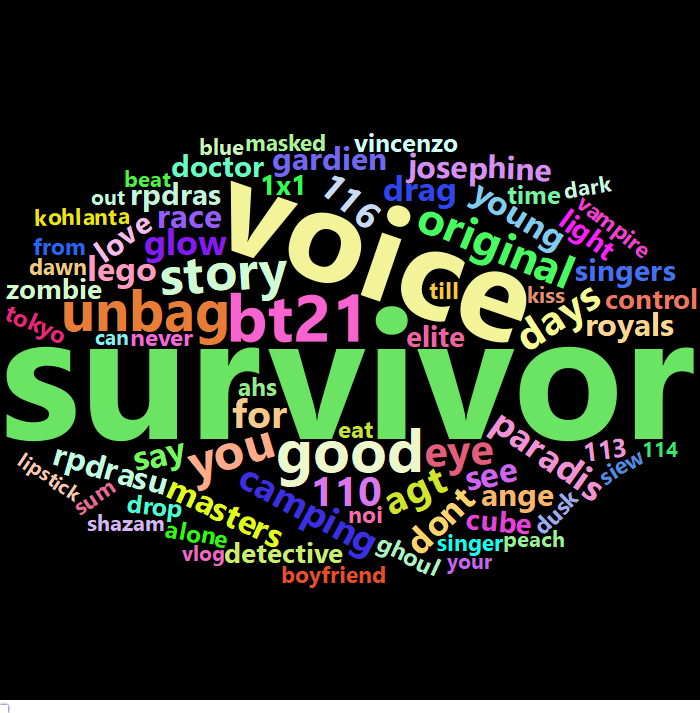 blue
masked
vincenzo
doctor
gardien
josephine
beat
1x1
116
drag
young
time
dark
out
rpdras
voice
original
light
vampire
kohlanta
love
race
from
glow
singers
dawn
lego
story
till
kiss
days
control
zombie
unbag
bt21
royals
tokyo
can
never
elite
survivor
ahs
for
eat
you
good
eye
paradis
113
114
say
see
siew
rpdrasu
lipstick
sum
masters
camping
110
agt
ange
dusk
drop
noi
dont
cube
shazam
alone
ghoul
singer
peach
vlog
detective
your
boyfriend